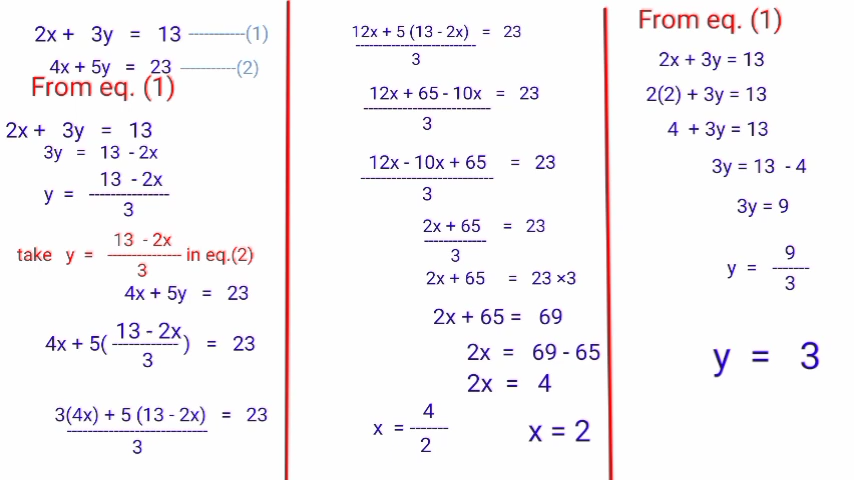 2x + 3y = 13 ----------(1)
4x + 5y = 23 ----------(2)
From eq. (1)
2x + 3y = 13
3y = 13 - 2x
y = 13 - 2x
---------------
3
take y = 13 - 2x
-------------- in eq.(2)
3
4x + 5y = 23
4x + 5( 13 - 2x
------------ ) = 23
3
3(4x) + 5 (13 - 2x) = 23
--------------------------
3
12x + 5 (13 - 2x) = 23
--------------------------
3
12x + 65 - 10x = 23
--------------------------
3
12x - 10x + 65 = 23
--------------------------
3
2x + 65 = 23
-------------
3
2x + 65 = 23 ×3
2x + 65 = 69
2x = 69 - 65
2x = 4
x = 4
-------
2
x = 2
From eq. (1)
2x + 3y = 13
2(2) + 3y = 13
4 + 3y = 13
3y = 13 - 4
3y = 9
y = 9
-------
3
y = 3